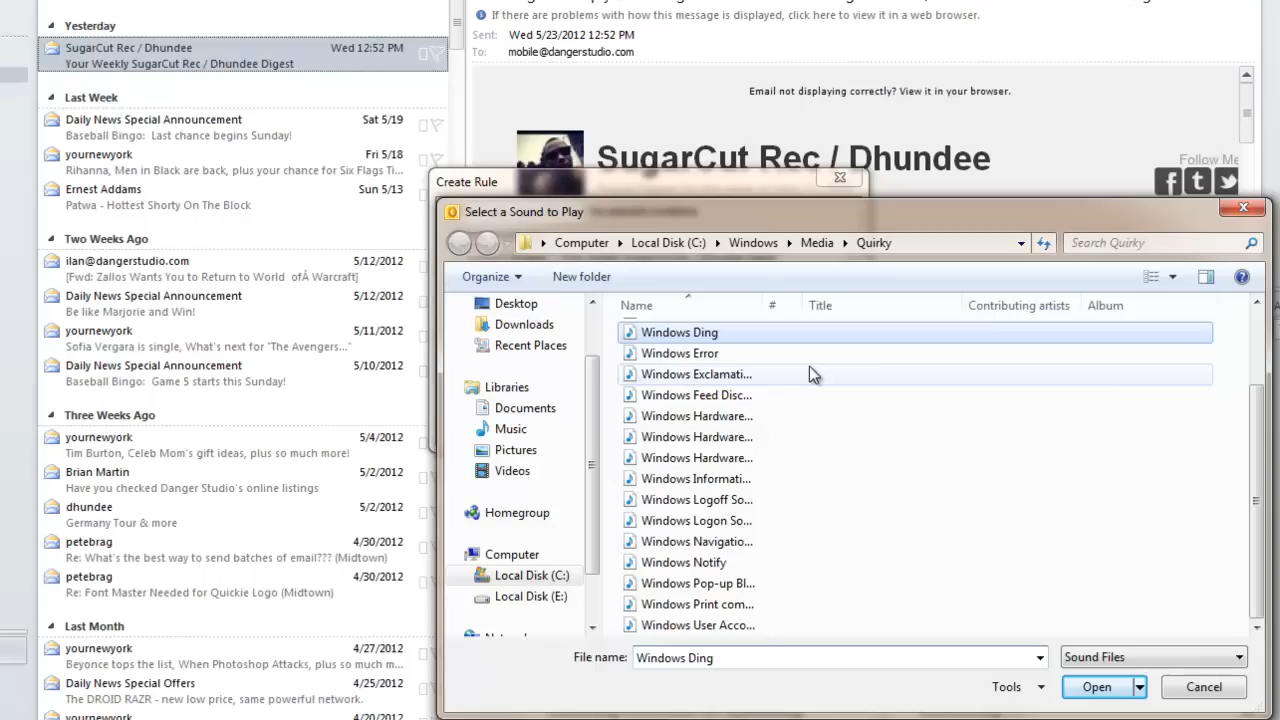 Yesterday
SugarCut Rec / Dhundee Wed 12:52 PM
Your Weekly SugarCut Rec / Dhundee Digest
Last Week
Daily News Special Announcement Sat 5/19
Baseball Bingo: Last chance begins Sunday!
yournewyork Fri 5/18
Rihanna, Men in Black are back, plus your chance for Six Flags Ti...
Ernest Addams Sun 5/13
Patwa - Hottest Shorty On The Block
Two Weeks Ago
ilan@dangerstudio.com 5/12/2012
[Fwd: Zallos Wants You to Return to World ofÂ Warcraft]
Daily News Special Announcement 5/12/2012
Be like Marjorie and Win!
yournewyork 5/11/2012
Sofia Vergara is single, What's next for "The Avengers..."
Daily News Special Announcement 5/10/2012
Baseball Bingo: Game 5 starts this Sunday!
Three Weeks Ago
yournewyork 5/4/2012
Tim Burton, Celeb Mom's gift ideas, plus so much more!
Brian Martin 5/2/2012
Have you checked Danger Studio's online listings
dhundee 5/2/2012
Germany Tour & more
petebrag 4/30/2012
Re: What's the best way to send batches of email??? (Midtown)
petebrag 4/30/2012
Re: Font Master Needed for Quickie Logo (Midtown)
Last Month
yournewyork 4/27/2012
Beyonce tops the list, When Photoshop Attacks, plus so much m...
Daily News Special Offers 4/25/2012
The DROID RAZR - new low price, same powerful network.
yournewyork 4/20/2012
If there are problems with how this message is displayed, click here to view it in a web browser.
Sent: Wed 5/23/2012 12:52 PM
To: mobile@dangerstudio.com
Email not displaying correctly? View it in your browser.
SugarCut Rec / Dhundee
Follow Me
Create Rule
Select a Sound to Play
Computer Local Disk (C:) Windows Media Quirky
Search Quirky
Organize New folder
Name # Title Contributing artists Album
Desktop
Downloads
Recent Places
Libraries
Documents
Music
Pictures
Videos
Homegroup
Computer
Local Disk (C:)
Local Disk (E:)
Windows Ding
Windows Error
Windows Exclamati...
Windows Feed Disc...
Windows Hardware...
Windows Hardware...
Windows Hardware...
Windows Informati...
Windows Logoff So...
Windows Logon So...
Windows Navigatio...
Windows Notify
Windows Pop-up Bl...
Windows Print com...
Windows User Acco...
File name: Windows Ding
Sound Files
Tools Open Cancel